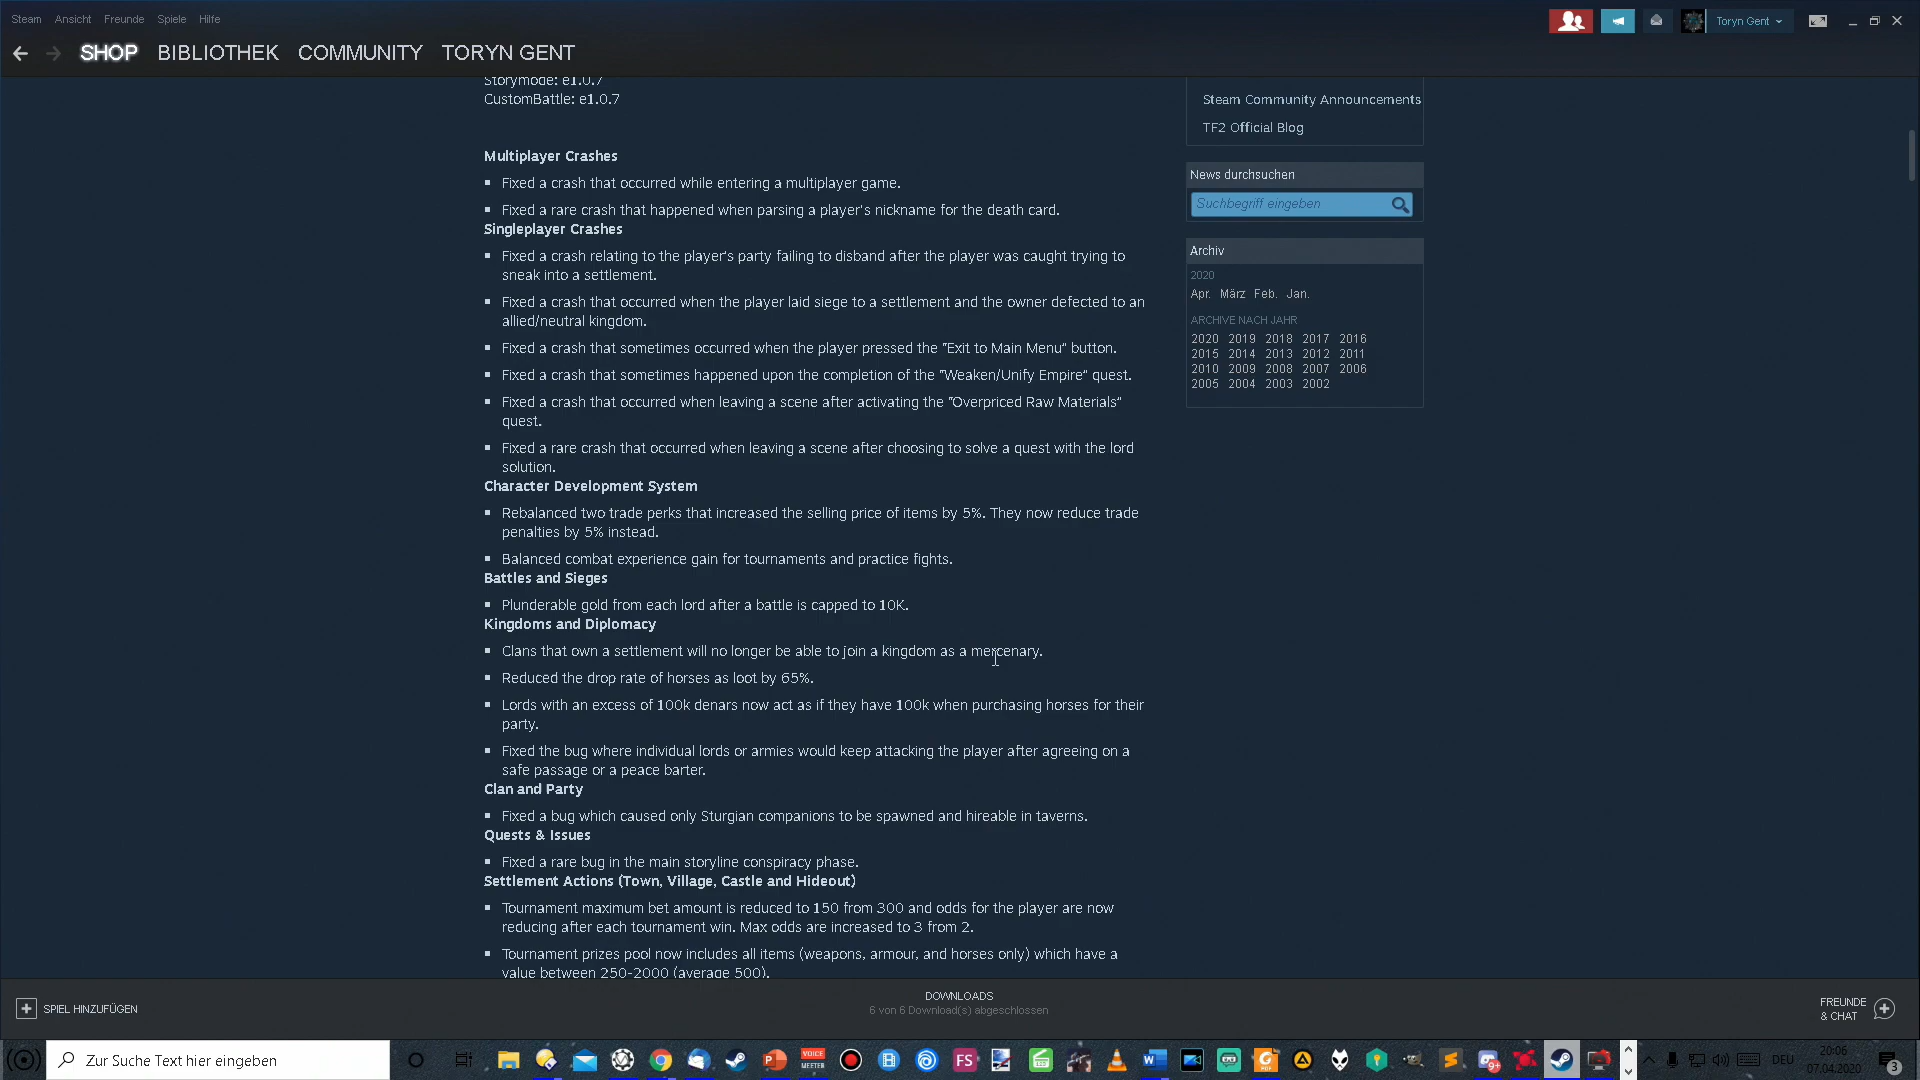 Steam Ansicht Freunde Spiele Hilfe
Toryn Gent
SHOP BIBLIOTHEK COMMUNITY TORYN GENT
Storymode: e1.0.7
CustomBattle: e1.0.7
Multiplayer Crashes
Fixed a crash that occurred while entering a multiplayer game.
Fixed a rare crash that happened when parsing a player's nickname for the death card.
Singleplayer Crashes
Fixed a crash relating to the player's party failing to disband after the player was caught trying to
sneak into a settlement.
Fixed a crash that occurred when the player laid siege to a settlement and the owner defected to an
allied/neutral kingdom.
Fixed a crash that sometimes occurred when the player pressed the "Exit to Main Menu" button.
Fixed a crash that sometimes happened upon the completion of the "Weaken/Unify Empire" quest.
Fixed a crash that occurred when leaving a scene after activating the "Overpriced Raw Materials"
quest.
Fixed a rare crash that occurred when leaving a scene after choosing to solve a quest with the lord
solution.
Character Development System
Rebalanced two trade perks that increased the selling price of items by 5%. They now reduce trade
penalties by 5% instead.
Balanced combat experience gain for tournaments and practice fights.
Battles and Sieges
Plunderable gold from each lord after a battle is capped to 10K.
Kingdoms and Diplomacy
Clans that own a settlement will no longer be able to join a kingdom as a mercenary.
Reduced the drop rate of horses as loot by 65%.
Lords with an excess of 100k denars now act as if they have 100k when purchasing horses for their
party.
Fixed the bug where individual lords or armies would keep attacking the player after agreeing on a
safe passage or a peace barter.
Clan and Party
Fixed a bug which caused only Sturgian companions to be spawned and hireable in taverns.
Quests & Issues
Fixed a rare bug in the main storyline conspiracy phase.
Settlement Actions (Town, Village, Castle and Hideout)
Tournament maximum bet amount is reduced to 150 from 300 and odds for the player are now
reducing after each tournament win. Max odds are increased to 3 from 2.
Tournament prizes pool now includes all items (weapons, armour, and horses only) which have a
value between 250-2000 (average 500).
Steam Community Announcements
TF2 Official Blog
News durchsuchen
Suchbegriff eingeben
Archiv
2020
Apr. März Feb. Jan.
ARCHIVE NACH JAHR
2020 2019 2018 2017 2016
2015 2014 2013 2012 2011
2010 2009 2008 2007 2006
2005 2004 2003 2002
SPIEL HINZUFÜGEN
DOWNLOADS
6 von 6 Download(s) abgeschlossen
FREUNDE
& CHAT
Zur Suche Text hier eingeben
VOICE
MEETER
FS
DEU
20:06
07.04.2020
3